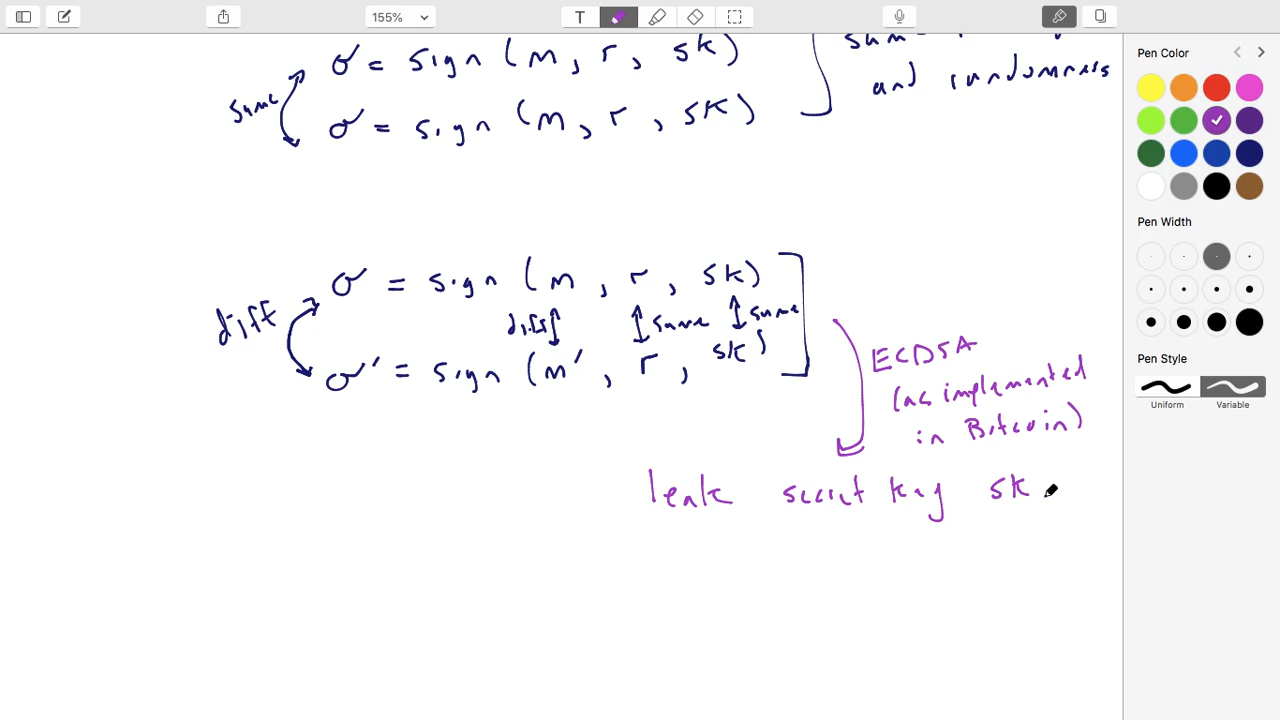 155%
T
σ = sign (m, r, sk)
same
and randomness
σ = sign (m, r, sk)
σ = sign (m, r, sk)
diff
diff same same
σ' = sign (m', r, sk)
ECDSA
(as implemented
in Bitcoin)
leak secret key sk
Pen Color
Pen Width
Pen Style
Uniform Variable